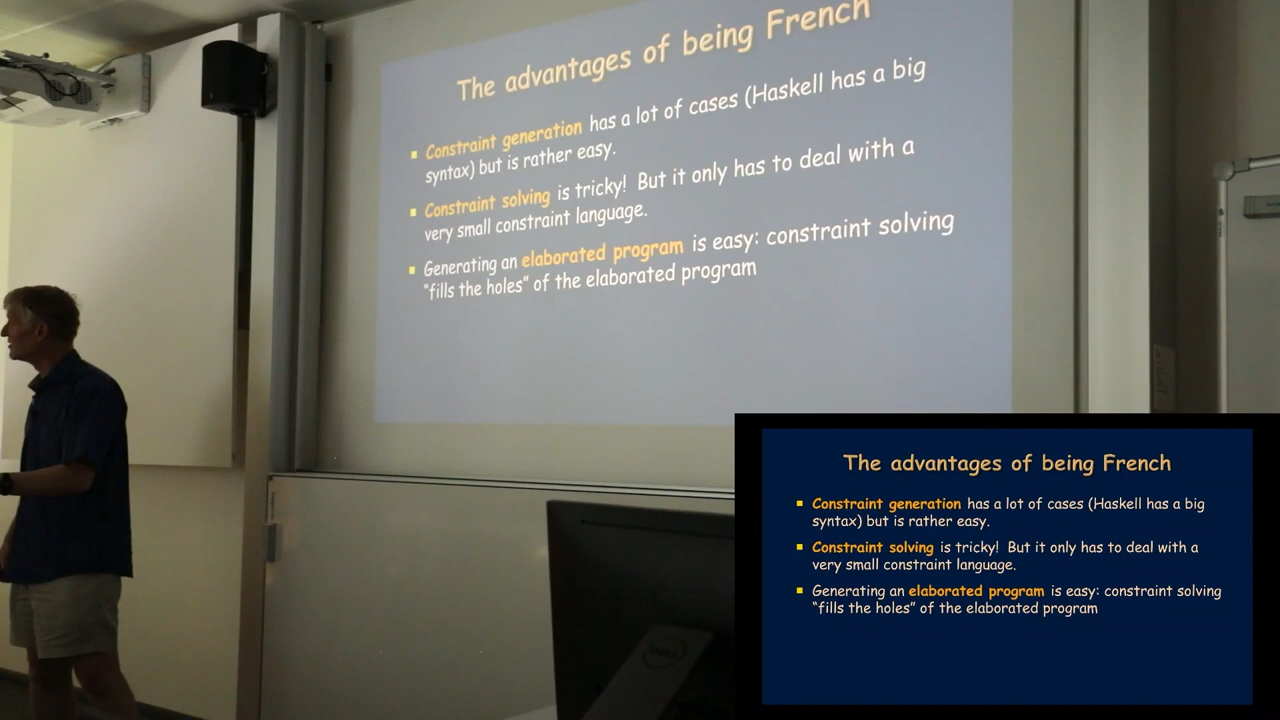 The advantages of being French
▪ Constraint generation has a lot of cases (Haskell has a big
syntax) but is rather easy.
▪ Constraint solving is tricky! But it only has to deal with a
very small constraint language.
▪ Generating an elaborated program is easy: constraint solving
“fills the holes” of the elaborated program
DELL
The advantages of being French
▪ Constraint generation has a lot of cases (Haskell has a big
syntax) but is rather easy.
▪ Constraint solving is tricky! But it only has to deal with a
very small constraint language.
▪ Generating an elaborated program is easy: constraint solving
“fills the holes” of the elaborated program